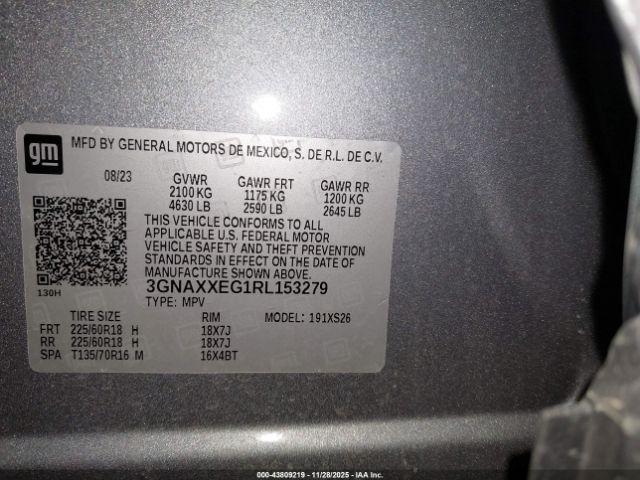 gm
MFD BY GENERAL MOTORS DE MEXICO, S. DE R.L. DE C.V.
08/23 GVWR GAWR FRT GAWR RR
2100 KG 1175 KG 1200 KG
4630 LB 2590 LB 2645 LB
THIS VEHICLE CONFORMS TO ALL
APPLICABLE U.S. FEDERAL MOTOR
VEHICLE SAFETY AND THEFT PREVENTION
STANDARDS IN EFFECT ON THE DATE OF
MANUFACTURE SHOWN ABOVE.
130H 3GNAXXEG1RL153279
TYPE: MPV
TIRE SIZE RIM MODEL: 191XS26
FRT 225/60R18 H 18X7J
RR 225/60R18 H 18X7J
SPA T135/70R16 M 16X4BT
000-43809219 - 11/28/2025 - IAA Inc.